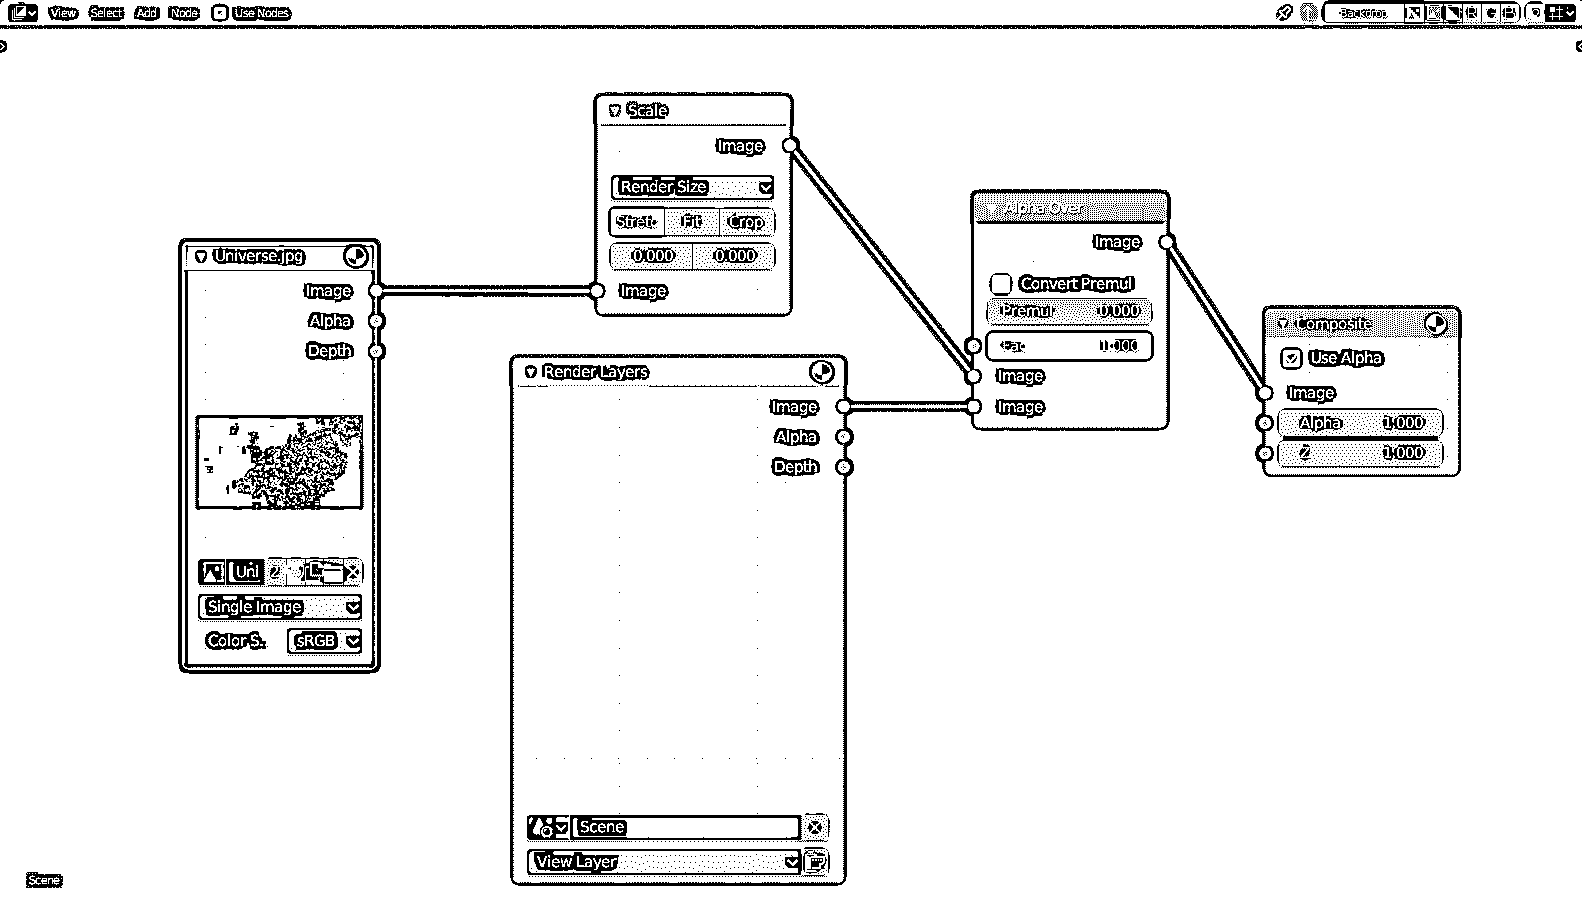 View Select Add Node Use Nodes
Backdrop
Scale
Image
Render Size
Fit Crop
0.000 0.000
Image
Universe.jpg
Image
Alpha
Depth
Uni
Single Image
Color S.. sRGB
Render Layers
Image
Alpha
Depth
Scene
View Layer
Alpha Over
Image
Convert Premul
Premul 0.000
Fac 1.000
Image
Image
Composite
Use Alpha
Image
Alpha 1.000
Z 1.000
Scene